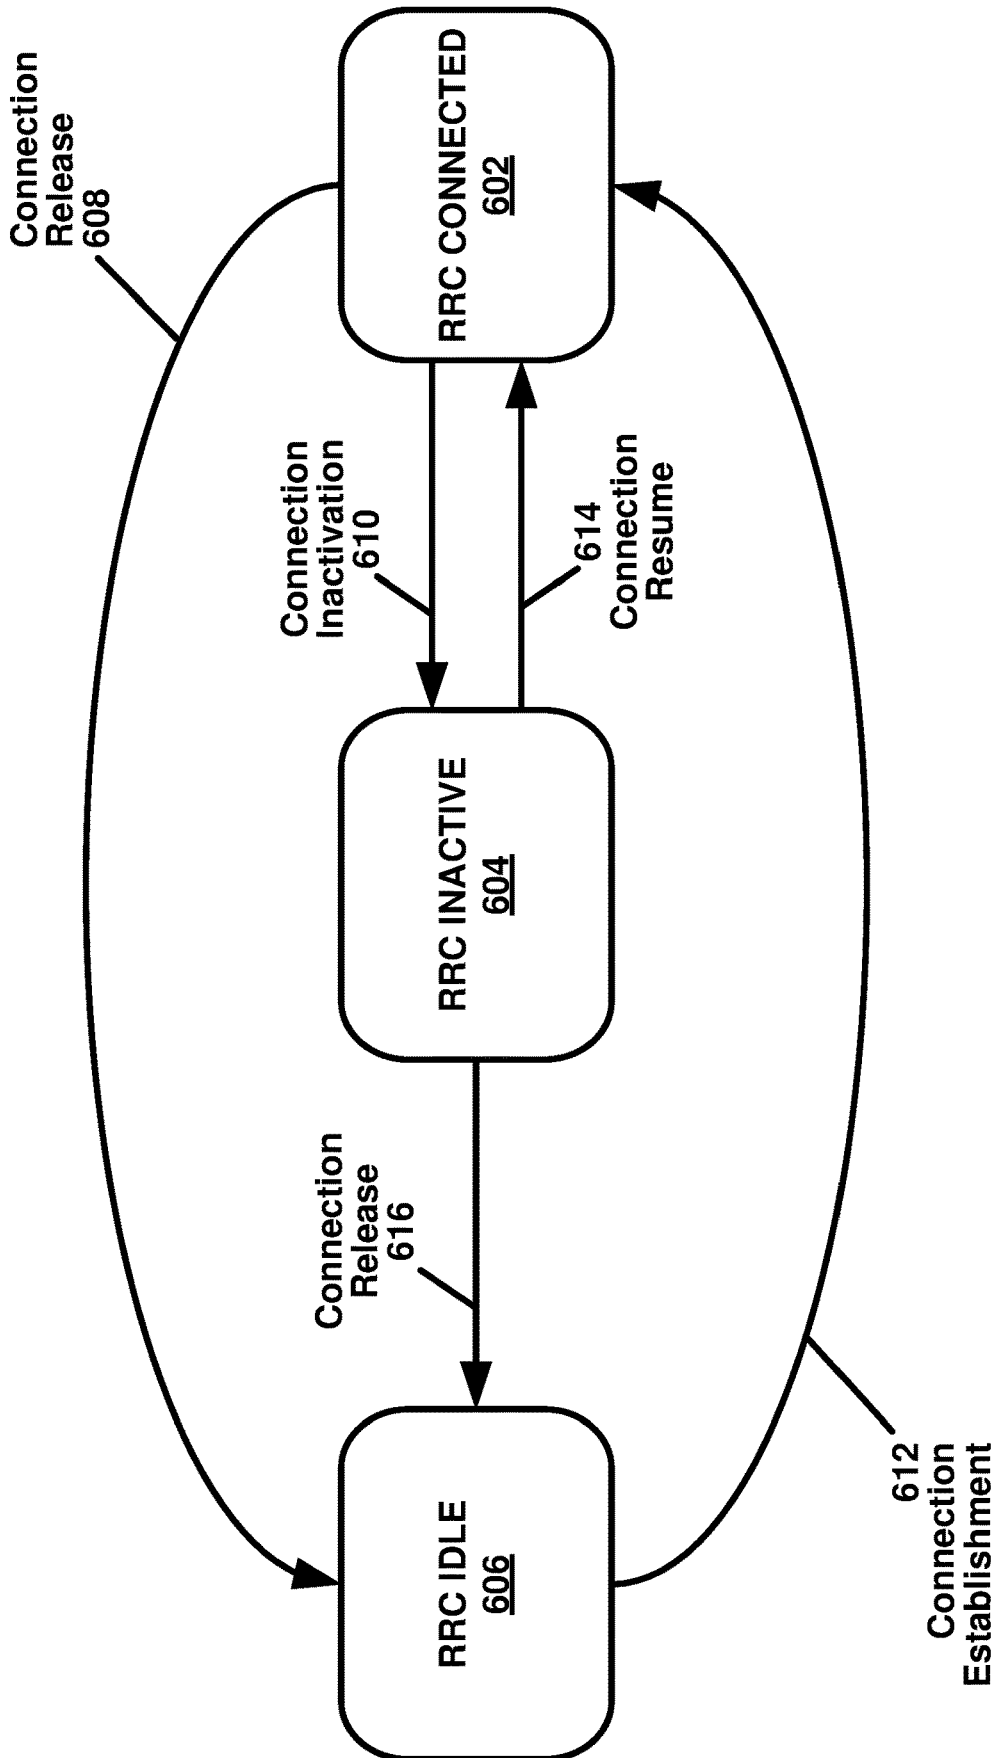 Connection
Release
608
RRC IDLE
606
Connection
Release
616
RRC INACTIVE
604
Connection
Inactivation
610
614
Connection
Resume
RRC CONNECTED
602
612
Connection
Establishment